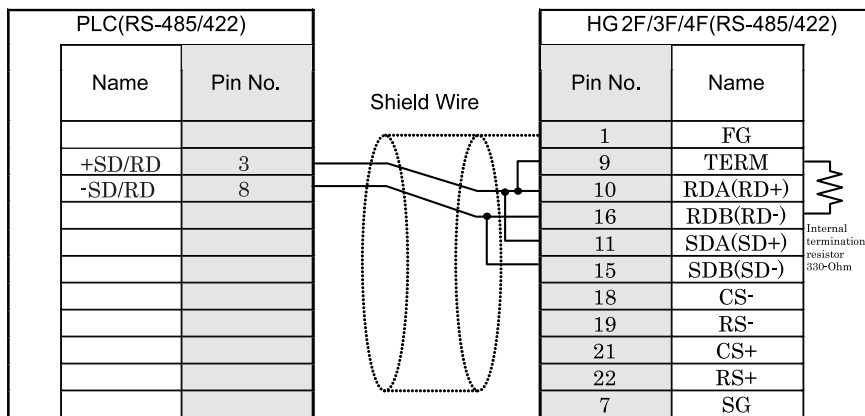 PLC(RS-485/422)
HG2F/3F/4F(RS-485/422)
Name Pin No.
Shield Wire
Pin No. Name
1 FG
+SD/RD 3
9 TERM
-SD/RD 8
10 RDA(RD+)
16 RDB(RD-)
11 SDA(SD+)
15 SDB(SD-)
Internal
termination
resistor
330-Ohm
18 CS-
19 RS-
21 CS+
22 RS+
7 SG